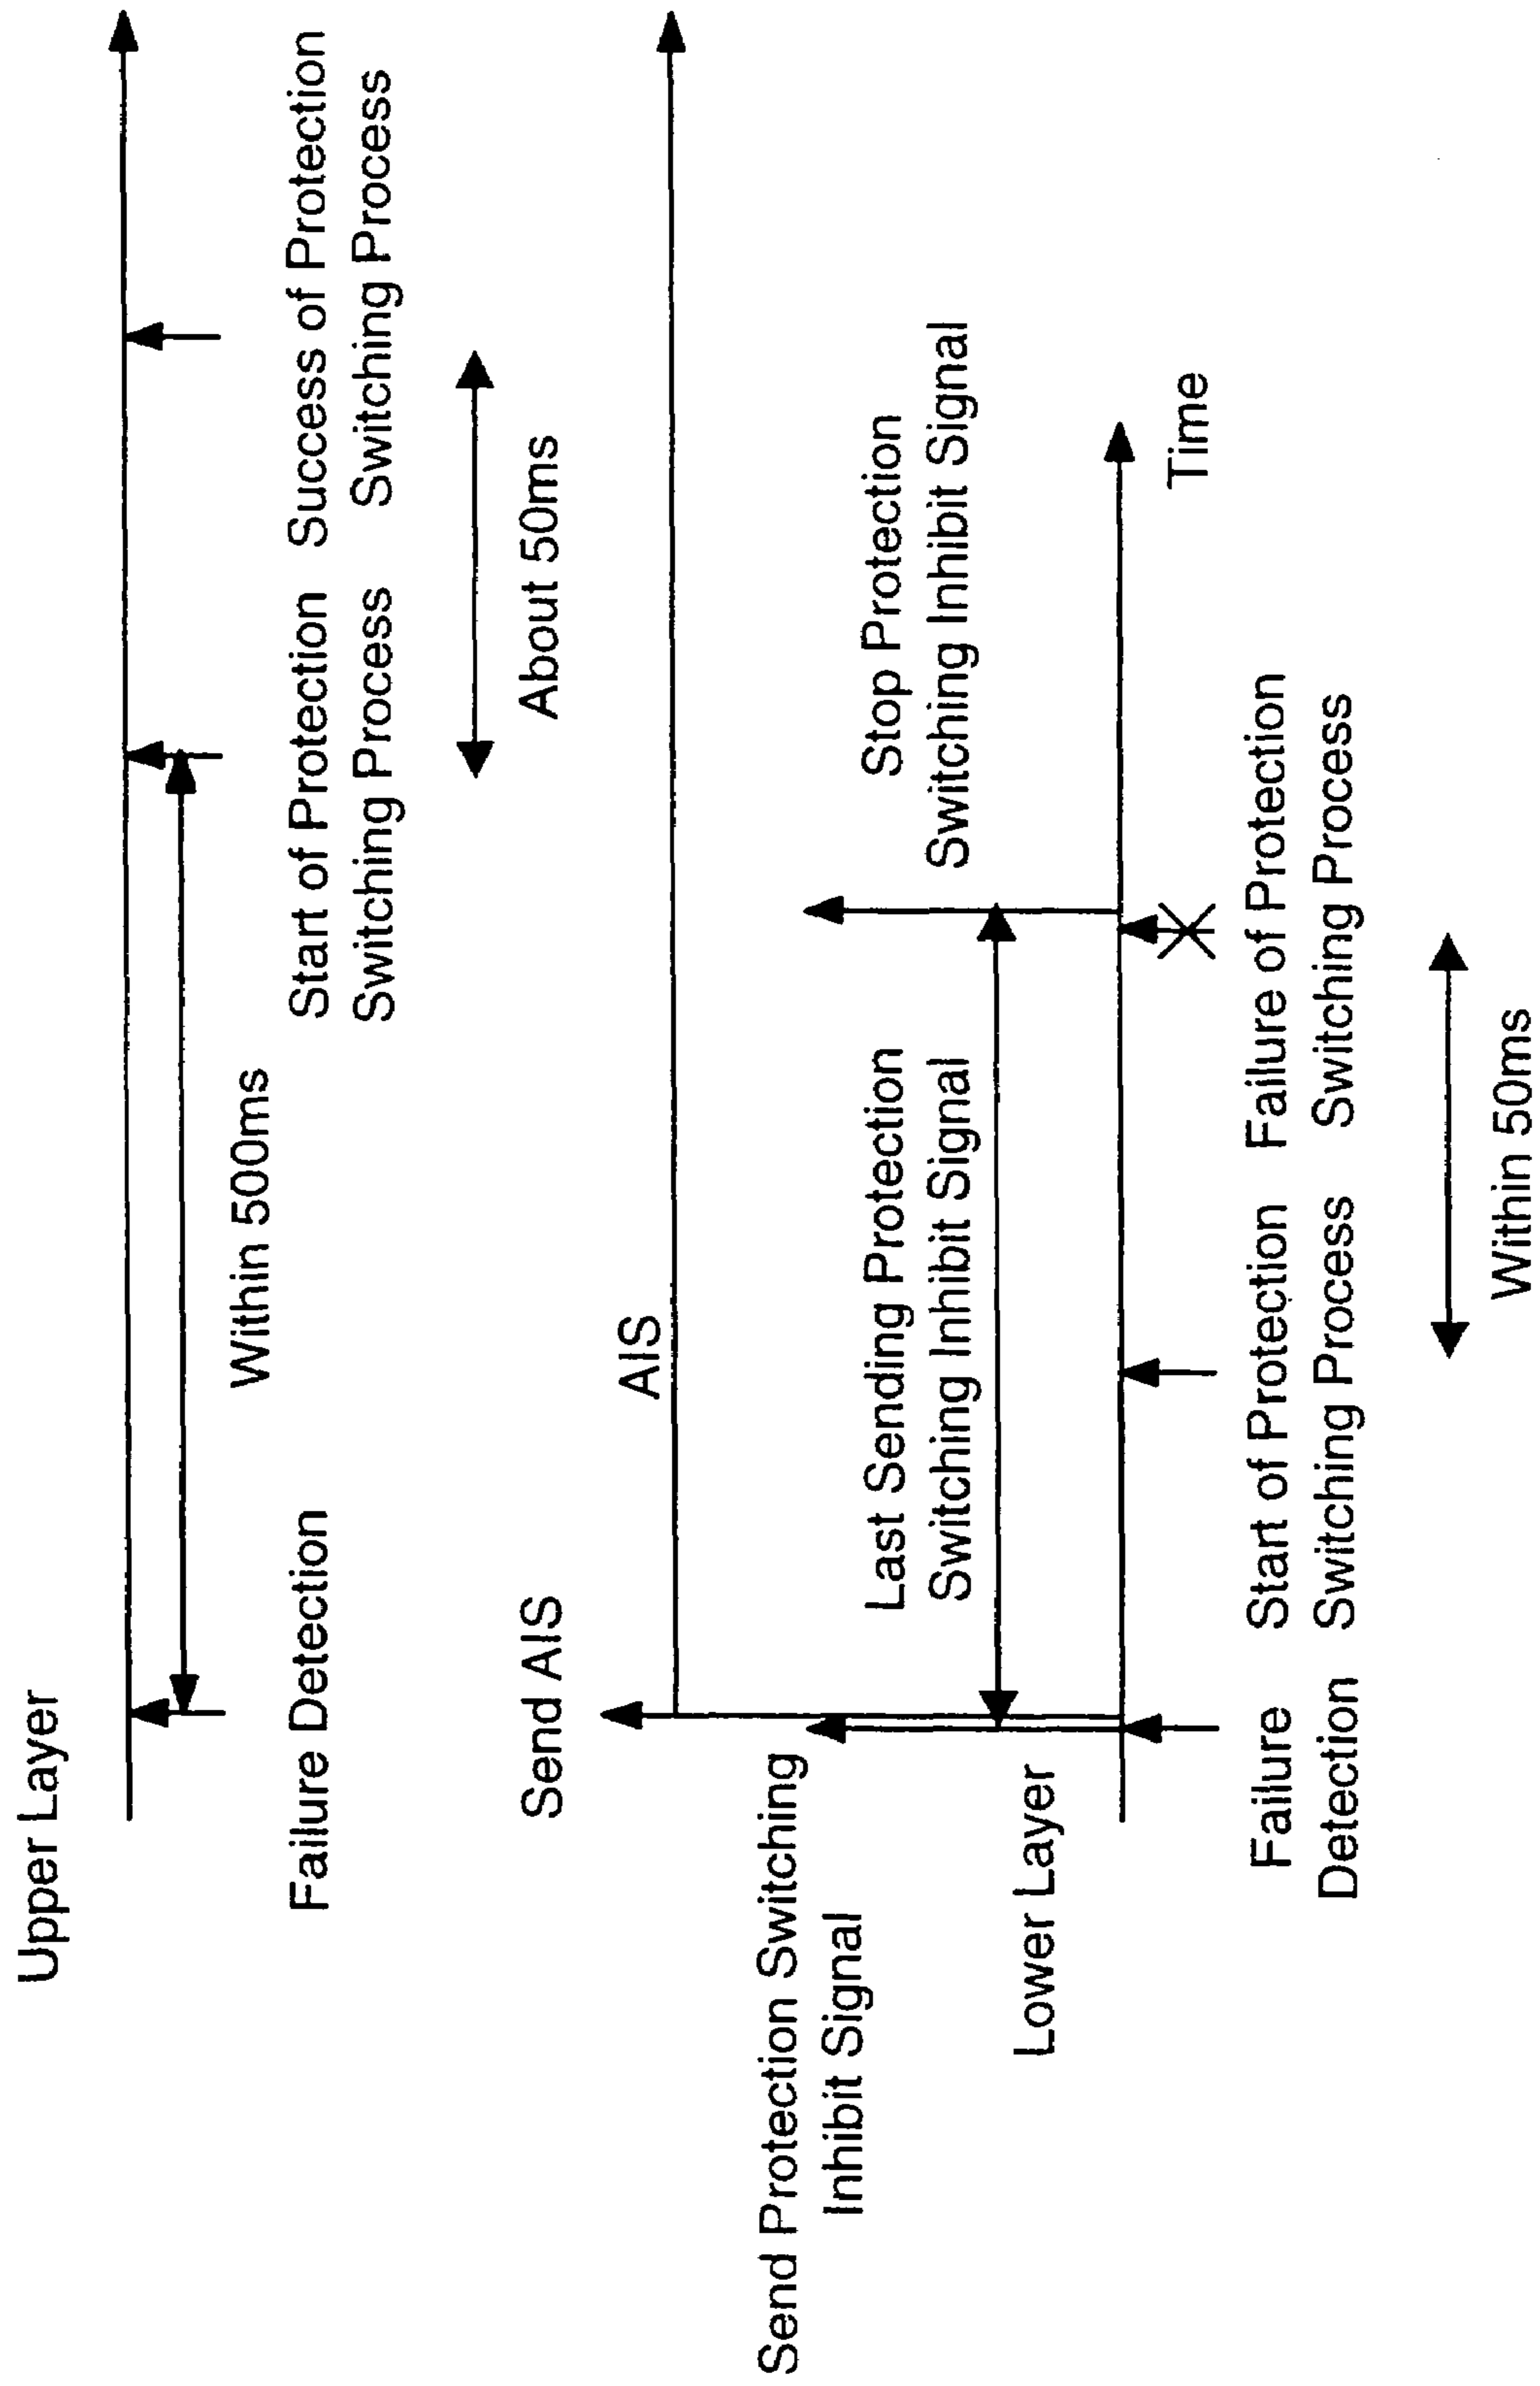 Upper Layer
Within 500ms
Failure Detection
Start of Protection
Switching Process
Success of Protection
Switching Process
About 50ms
Send AIS
AIS
Send Protection Switching
Inhibit Signal
Last Sending Protection
Switching Inhibit Signal
Stop Protection
Switching Inhibit Signal
Lower Layer
Time
Failure
Detection
Start of Protection
Switching Process
Failure of Protection
Switching Process
Within 50ms